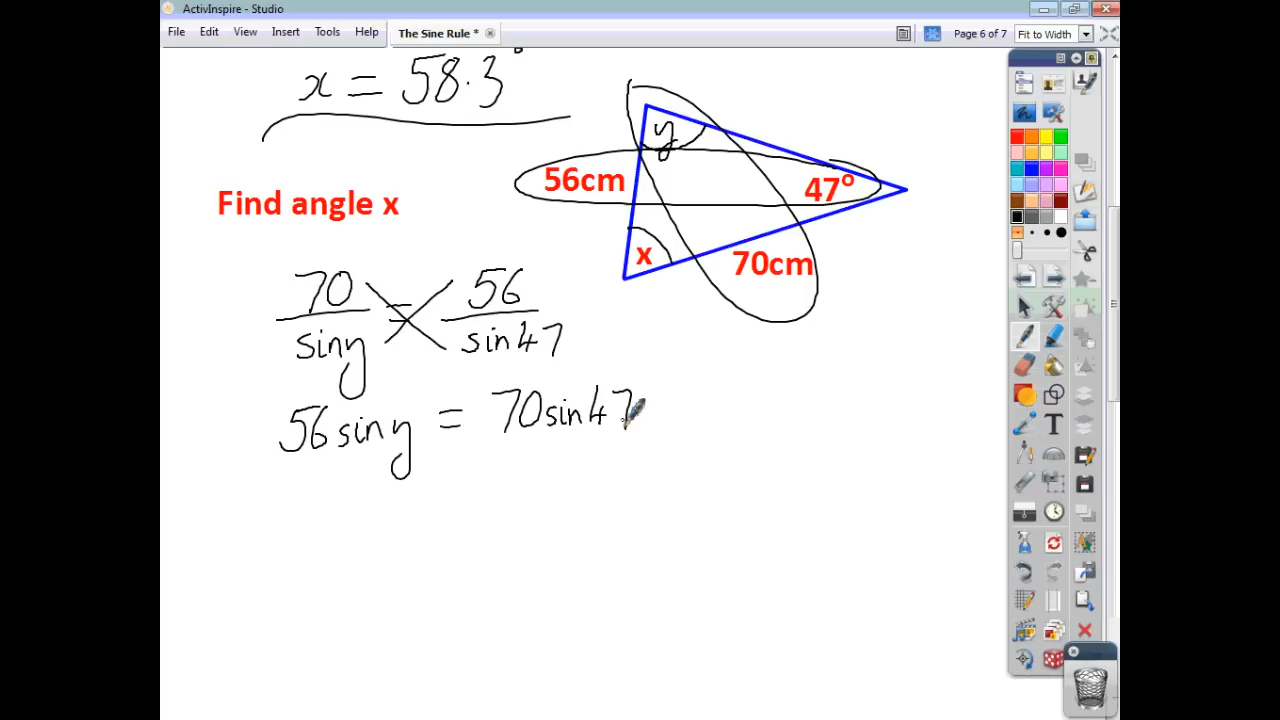 ActivInspire - Studio
File Edit View Insert Tools Help The Sine Rule * Page 6 of 7 Fit to Width
x = 58.3°
y
56cm 47°
Find angle x
x 70cm
70/siny = 56/sin47
56 siny = 70sin47